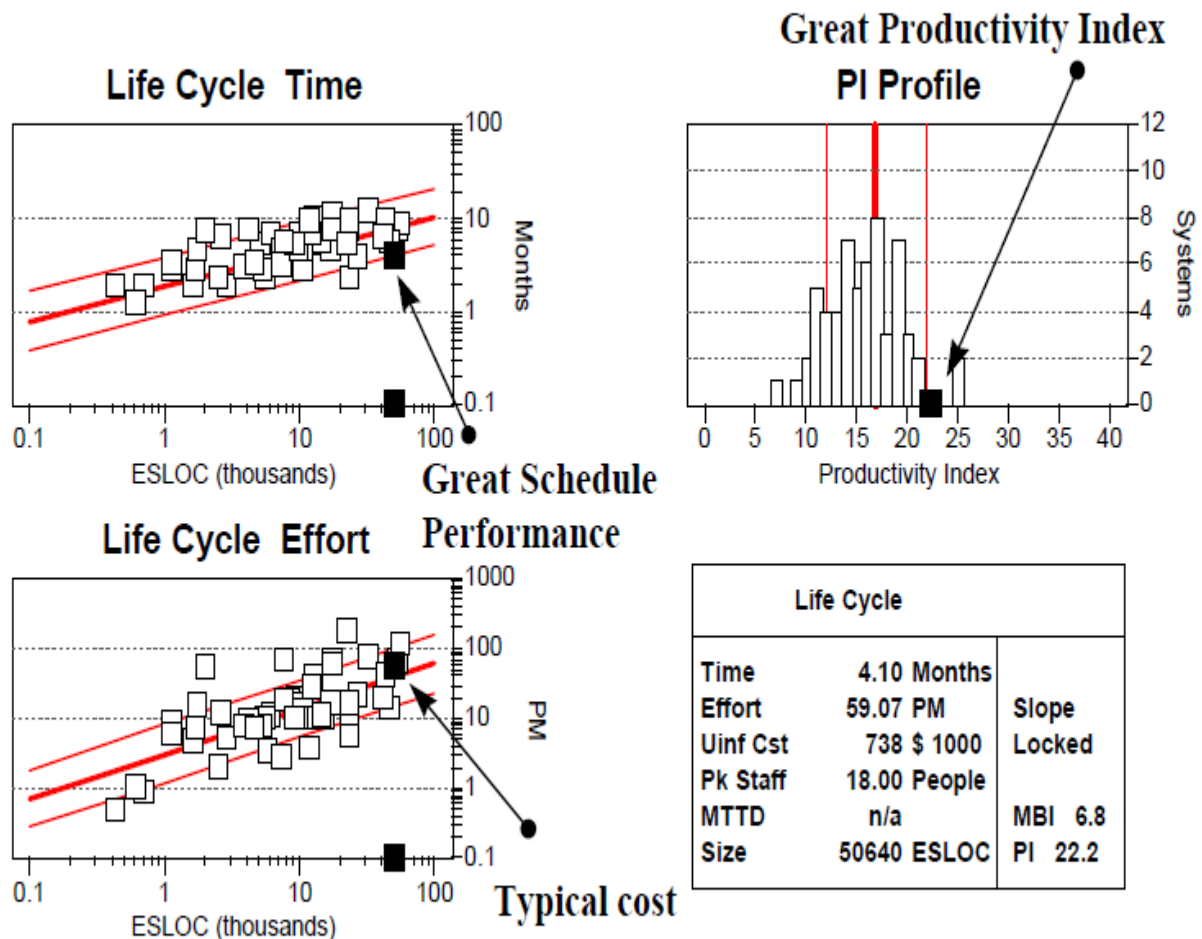 Great Productivity Index
Life Cycle Time
PI Profile
100
10
1
0.1
Months
0.1 1 10 100
ESLOC (thousands)
12
10
8
6
4
2
0
Systems
0 5 10 15 20 25 30 35 40
Productivity Index
Great Schedule
Performance
Life Cycle Effort
1000
100
10
1
0.1
PM
0.1 1 10 100
ESLOC (thousands)
Typical cost
Life Cycle
Time 4.10 Months
Effort 59.07 PM Slope
Uinf Cst 738 $ 1000 Locked
Pk Staff 18.00 People
MTTD n/a MBI 6.8
Size 50640 ESLOC PI 22.2